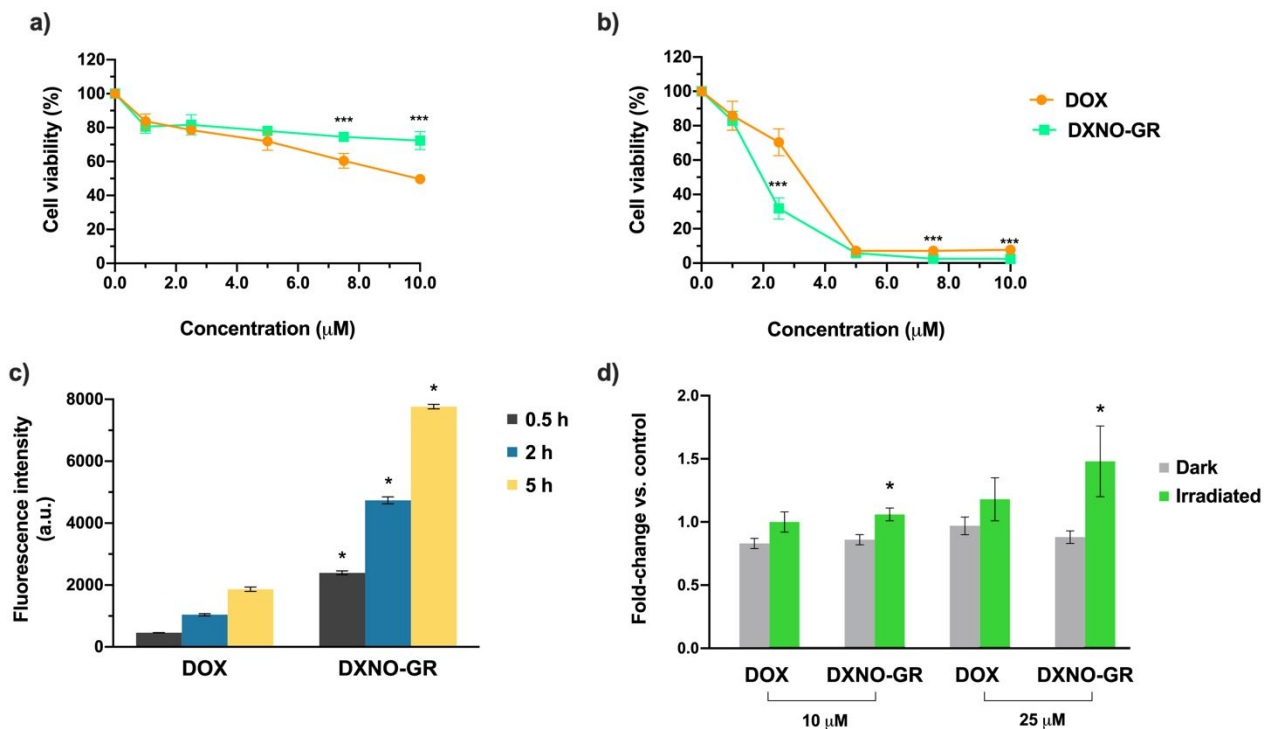 a)
120
100
80
60
40
20
0
Cell viability (%)
*** ***
0.0 2.0 4.0 6.0 8.0 10.0
Concentration (μM)
b)
120
100
80
60
40
20
0
Cell viability (%)
***
*** ***
0.0 2.0 4.0 6.0 8.0 10.0
Concentration (μM)
DOX
DXNO-GR
c)
8000
6000
4000
2000
0
Fluorescence intensity
(a.u.)
*
*
*
DOX DXNO-GR
0.5 h
2 h
5 h
d)
2.0
1.5
1.0
0.5
0.0
Fold-change vs. control
*
*
DOX DXNO-GR DOX DXNO-GR
10 μM 25 μM
Dark
Irradiated